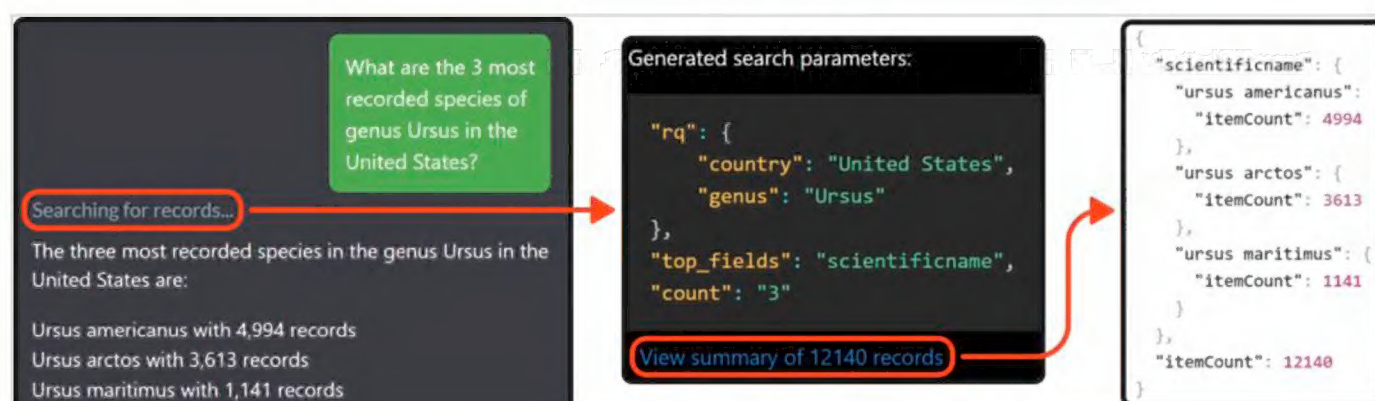 What are the 3 most
recorded species of
genus Ursus in the
United States?
Searching for records...
The three most recorded species in the genus Ursus in the
United States are:
Ursus americanus with 4,994 records
Ursus arctos with 3,613 records
Ursus maritimus with 1,141 records
Generated search parameters:
"rq": {
"country": "United States",
"genus": "Ursus"
},
"top_fields": "scientificname",
"count": "3"
View summary of 12140 records
{
"scientificname": {
"ursus americanus":
"itemCount": 4994
},
"ursus arctos": {
"itemCount": 3613
},
"ursus maritimus": {
"itemCount": 1141
}
},
"itemCount": 12140
}